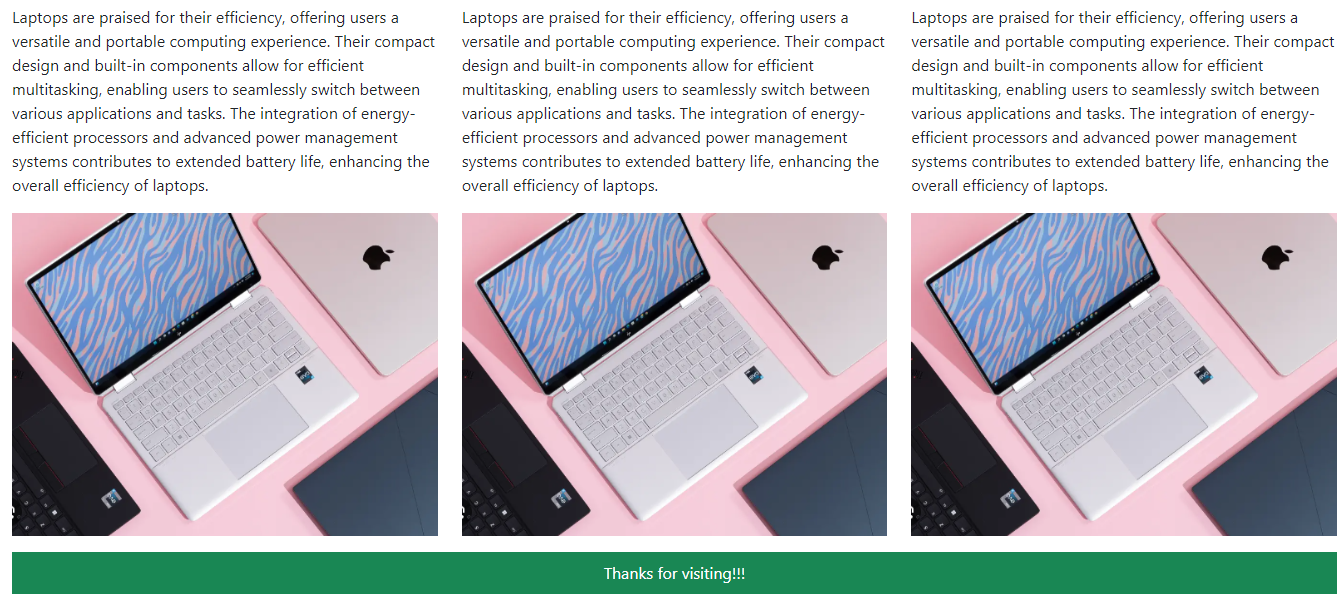 Laptops are praised for their efficiency, offering users a
versatile and portable computing experience. Their compact
design and built-in components allow for efficient
multitasking, enabling users to seamlessly switch between
various applications and tasks. The integration of energy-
efficient processors and advanced power management
systems contributes to extended battery life, enhancing the
overall efficiency of laptops.
Laptops are praised for their efficiency, offering users a
versatile and portable computing experience. Their compact
design and built-in components allow for efficient
multitasking, enabling users to seamlessly switch between
various applications and tasks. The integration of energy-
efficient processors and advanced power management
systems contributes to extended battery life, enhancing the
overall efficiency of laptops.
Laptops are praised for their efficiency, offering users a
versatile and portable computing experience. Their compact
design and built-in components allow for efficient
multitasking, enabling users to seamlessly switch between
various applications and tasks. The integration of energy-
efficient processors and advanced power management
systems contributes to extended battery life, enhancing the
overall efficiency of laptops.
Thanks for visiting!!!